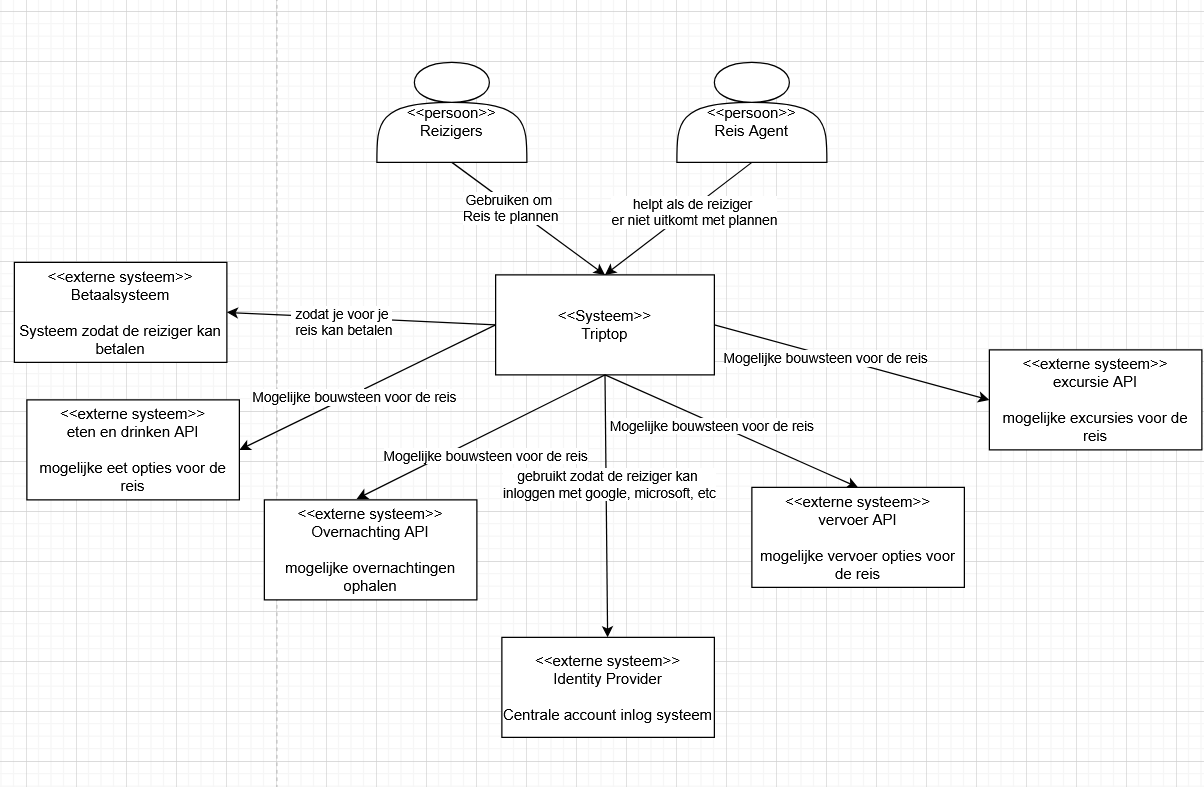 <<persoon>>
Reizigers
<<persoon>>
Reis Agent
Gebruiken om
Reis te plannen
helpt als de reiziger
er niet uitkomt met plannen
<<externe systeem>>
Betaalsysteem
Systeem zodat de reiziger kan
betalen
zodat je voor je
reis kan betalen
<<Systeem>>
Triptop
Mogelijke bouwsteen voor de reis
<<externe systeem>>
excursie API
mogelijke excursies voor de
reis
Mogelijke bouwsteen voor de reis
<<externe systeem>>
eten en drinken API
mogelijke eet opties voor de
reis
Mogelijke bouwsteen voor de reis
Mogelijke bouwsteen voor de reis
gebruikt zodat de reiziger kan
inloggen met google, microsoft, etc
<<externe systeem>>
Overnachting API
mogelijke overnachtingen
ophalen
<<externe systeem>>
vervoer API
mogelijke vervoer opties voor
de reis
<<externe systeem>>
Identity Provider
Centrale account inlog systeem